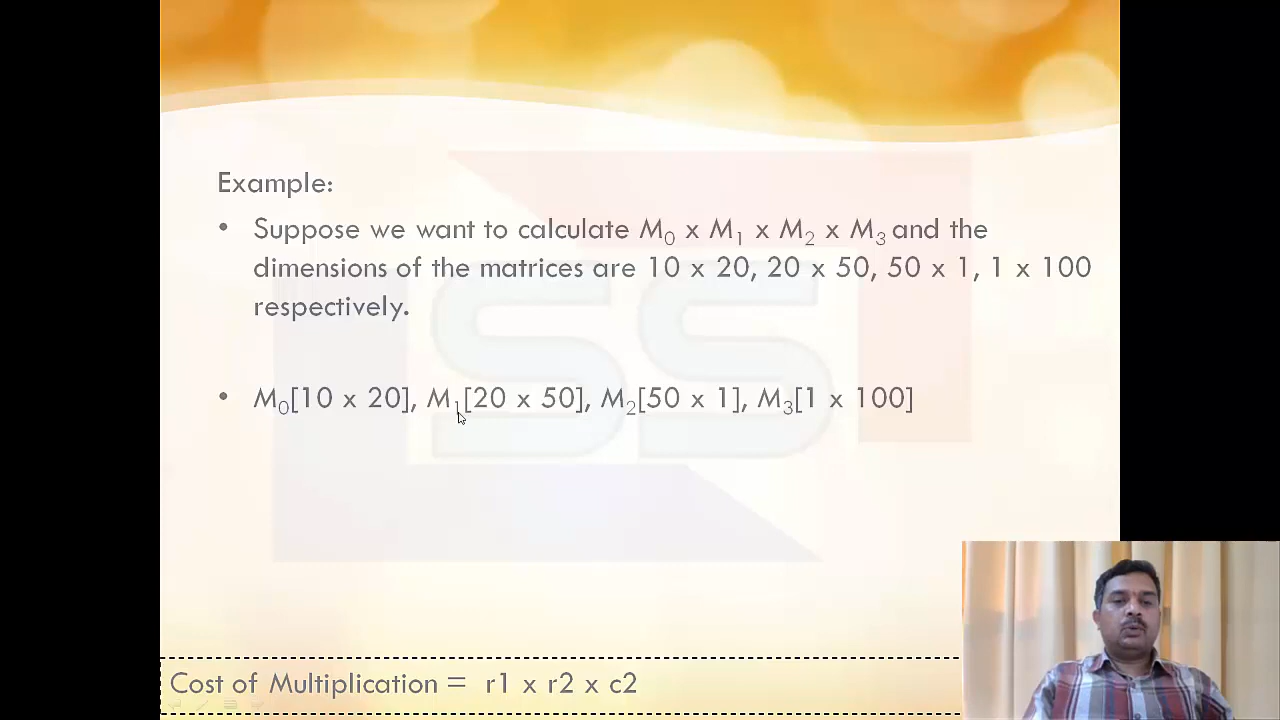 Example:
• Suppose we want to calculate M₀ x M₁ x M₂ x M₃ and the
dimensions of the matrices are 10 x 20, 20 x 50, 50 x 1, 1 x 100
respectively.
• M₀[10 x 20], M₁[20 x 50], M₂[50 x 1], M₃[1 x 100]
SS
Cost of Multiplication = r1 x r2 x c2